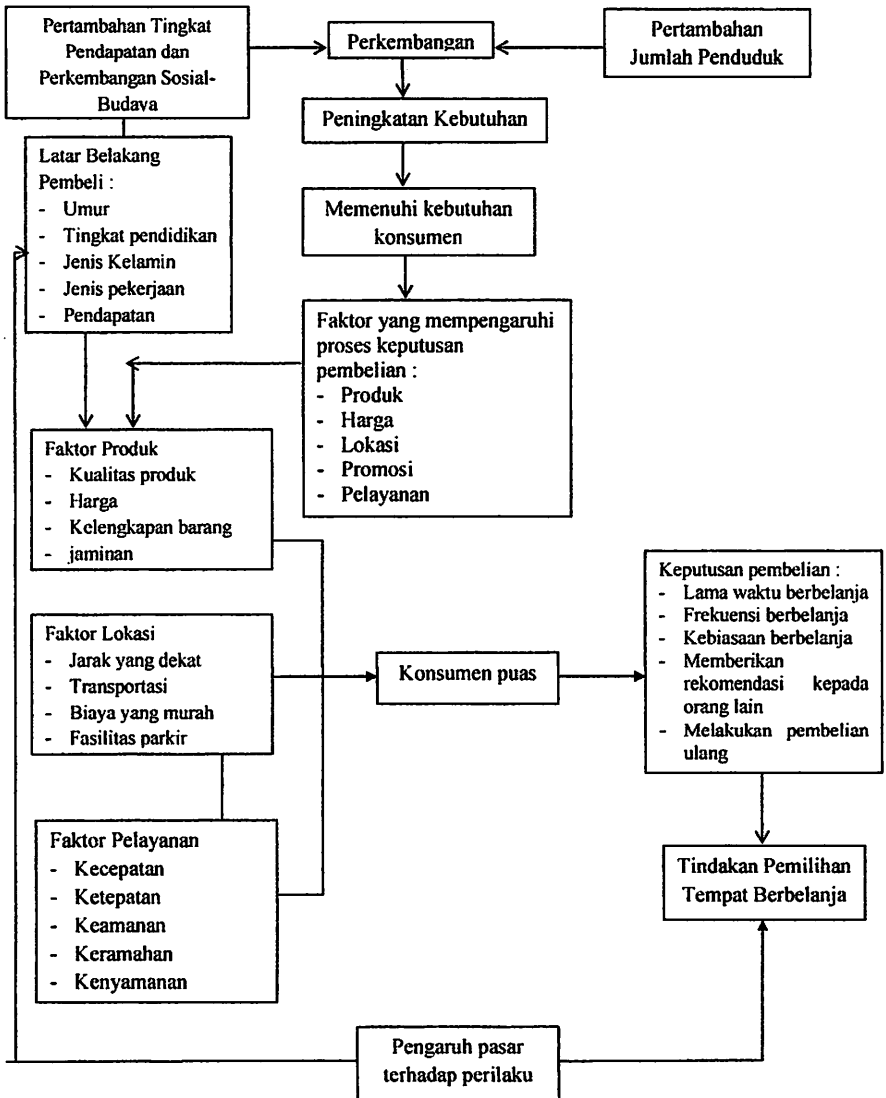 Pertambahan Tingkat
Pendapatan dan
Perkembangan Sosial-
Budaya
Perkembangan
Pertambahan
Jumlah Penduduk
Peningkatan Kebutuhan
Latar Belakang
Pembeli :
- Umur
- Tingkat pendidikan
- Jenis Kelamin
- Jenis pekerjaan
- Pendapatan
Memenuhi kebutuhan
konsumen
Faktor yang mempengaruhi
proses keputusan
pembelian :
- Produk
- Harga
- Lokasi
- Promosi
- Pelayanan
Faktor Produk
- Kualitas produk
- Harga
- Kelengkapan barang
- jaminan
Faktor Lokasi
- Jarak yang dekat
- Transportasi
- Biaya yang murah
- Fasilitas parkir
Faktor Pelayanan
- Kecepatan
- Ketepatan
- Keamanan
- Keramahan
- Kenyamanan
Konsumen puas
Keputusan pembelian :
- Lama waktu berbelanja
- Frekuensi berbelanja
- Kebiasaan berbelanja
- Memberikan
rekomendasi kepada
orang lain
- Melakukan pembelian
ulang
Tindakan Pemilihan
Tempat Berbelanja
Pengaruh pasar
terhadap perilaku